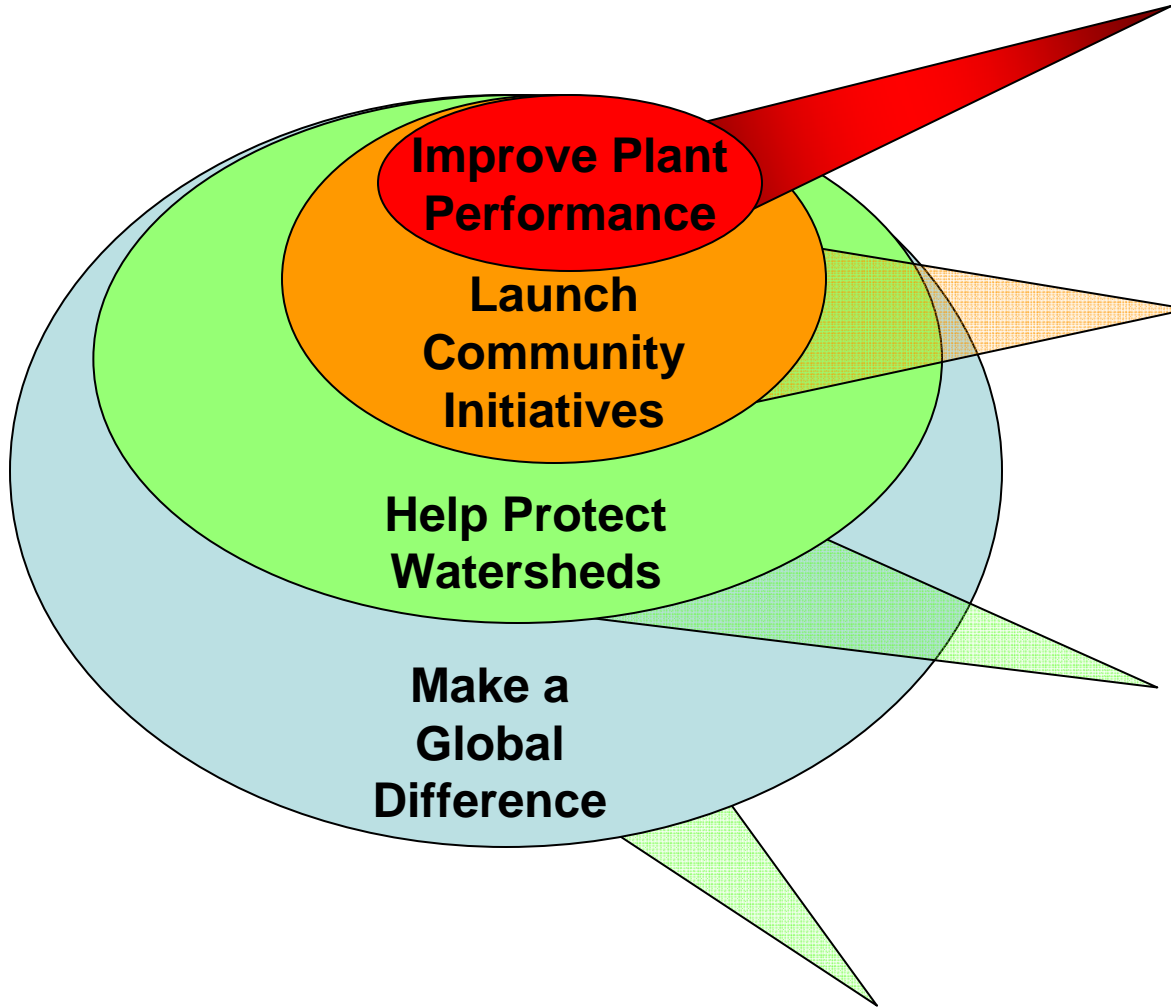 Improve Plant
Performance
Launch
Community
Initiatives
Help Protect
Watersheds
Make a
Global
Difference